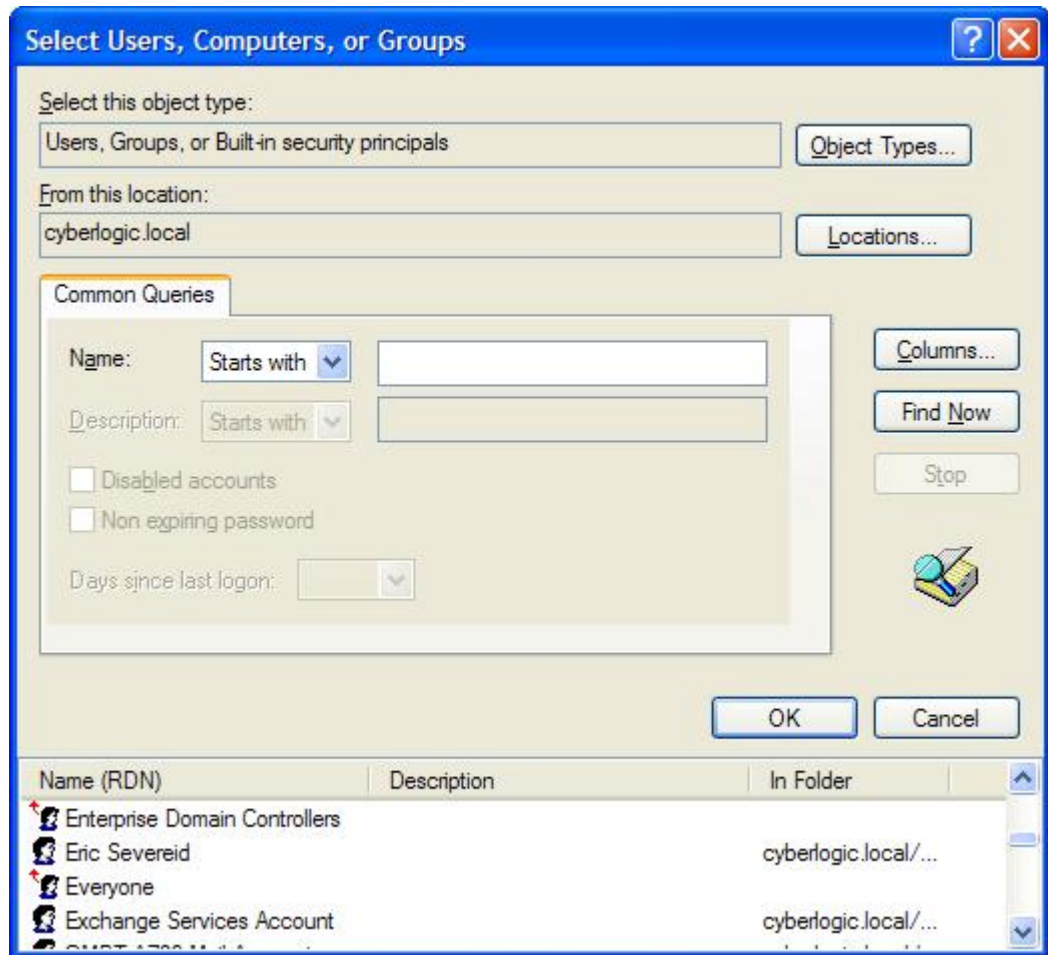 Select Users, Computers, or Groups
Select this object type:
Users, Groups, or Built-in security principals
Object Types...
From this location:
cyberlogic.local
Locations...
Common Queries
Name:
Starts with
Columns...
Description:
Starts with
Find Now
Disabled accounts
Stop
Non expiring password
Days since last logon:
OK
Cancel
Name (RDN) Description In Folder
Enterprise Domain Controllers
Eric Severeid cyberlogic.local/...
Everyone
Exchange Services Account cyberlogic.local/...